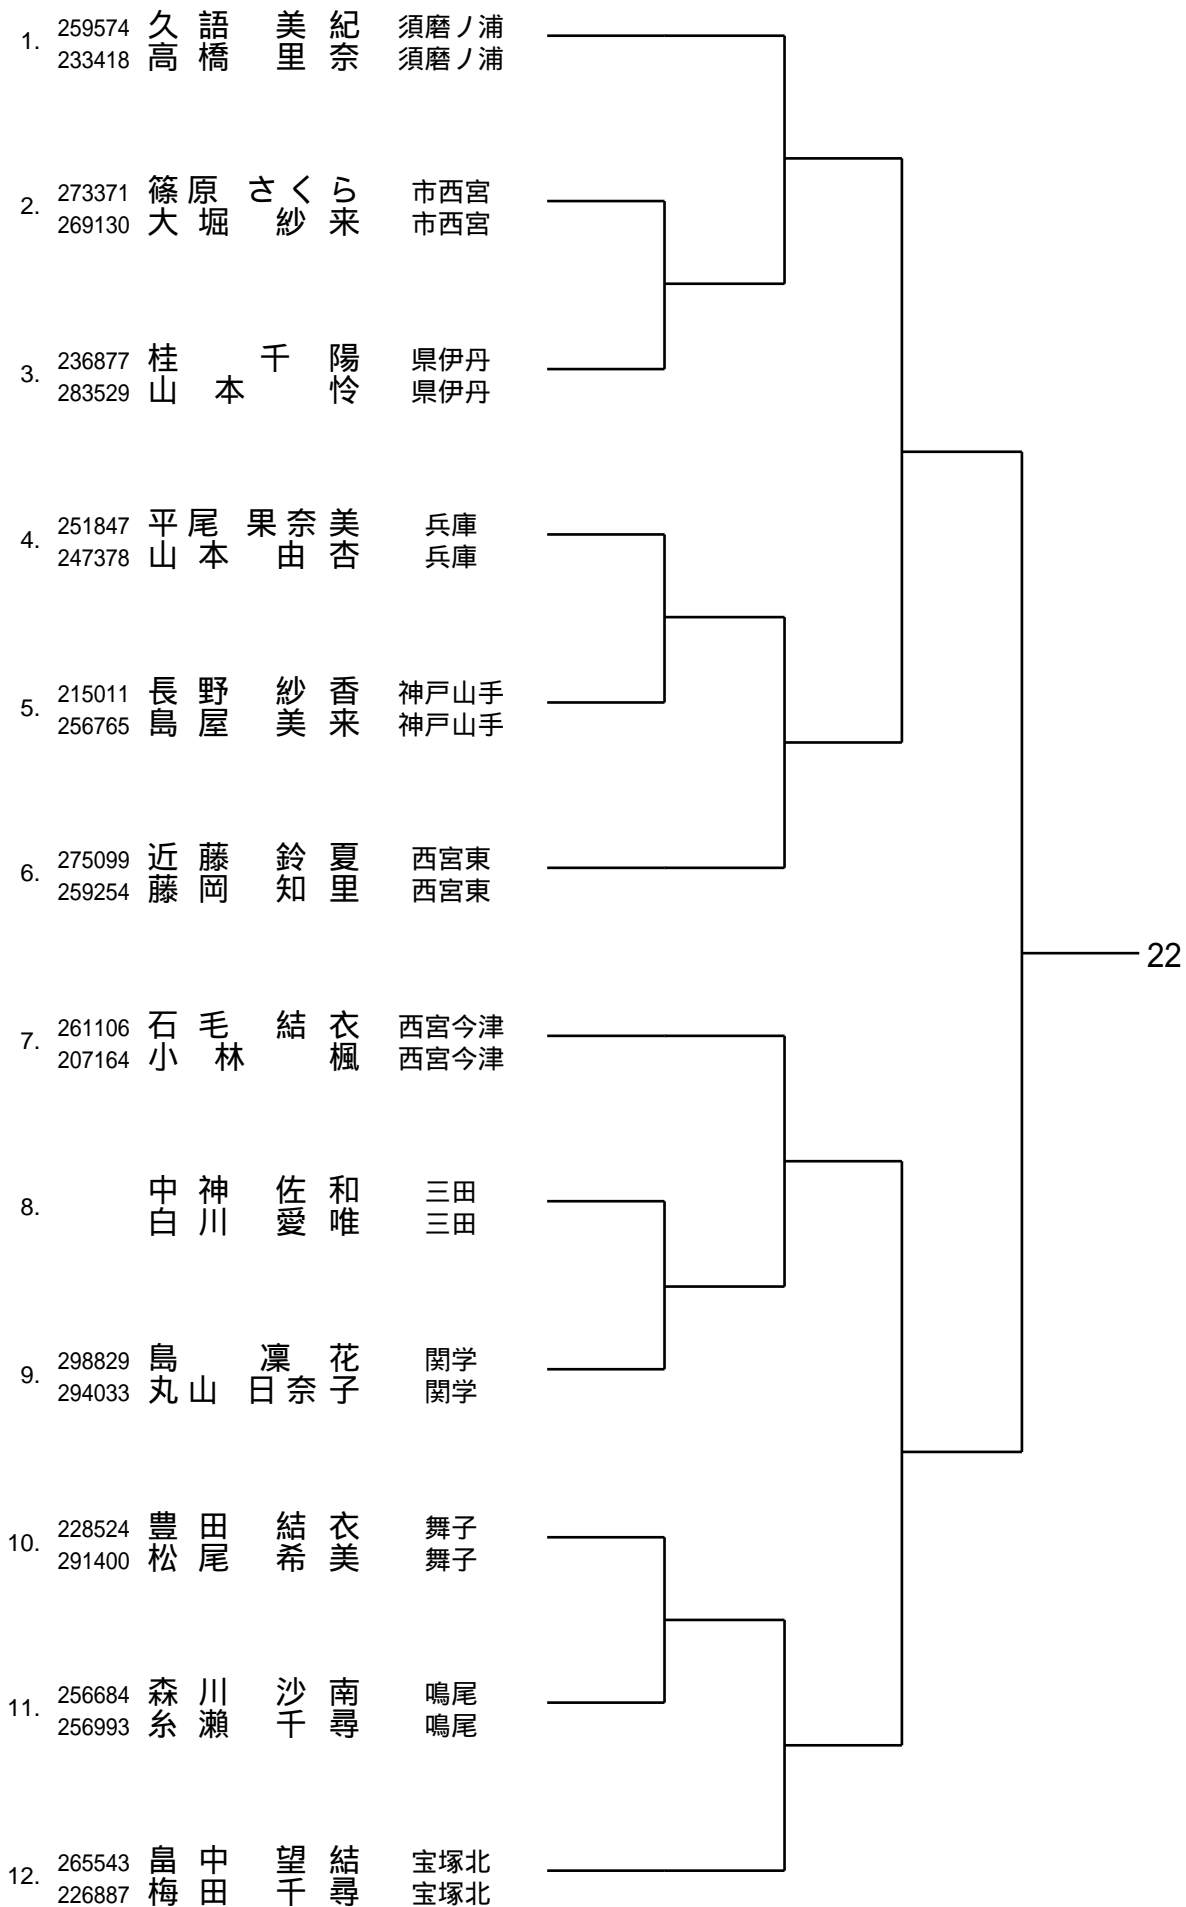 1. 259574 久語 美紀 須磨ノ浦
233418 高橋 里奈 須磨ノ浦
2. 273371 篠原 さくら 市西宮
269130 大堀 紗来 市西宮
3. 236877 桂 千陽 県伊丹
283529 山本 怜 県伊丹
4. 251847 平尾 果奈美 兵庫
247378 山本 由杏 兵庫
5. 215011 長野 紗香 神戸山手
256765 島屋 美来 神戸山手
6. 275099 近藤 鈴夏 西宮東
259254 藤岡 知里 西宮東
22
7. 261106 石毛 結衣 西宮今津
207164 小林 楓 西宮今津
8. 中神 佐和 三田
白川 愛唯 三田
9. 298829 島 凜花 関学
294033 丸山 日奈子 関学
10. 228524 豊田 結衣 舞子
291400 松尾 希美 舞子
11. 256684 森川 沙南 鳴尾
256993 糸瀬 千尋 鳴尾
12. 265543 畠中 望結 宝塚北
226887 梅田 千尋 宝塚北